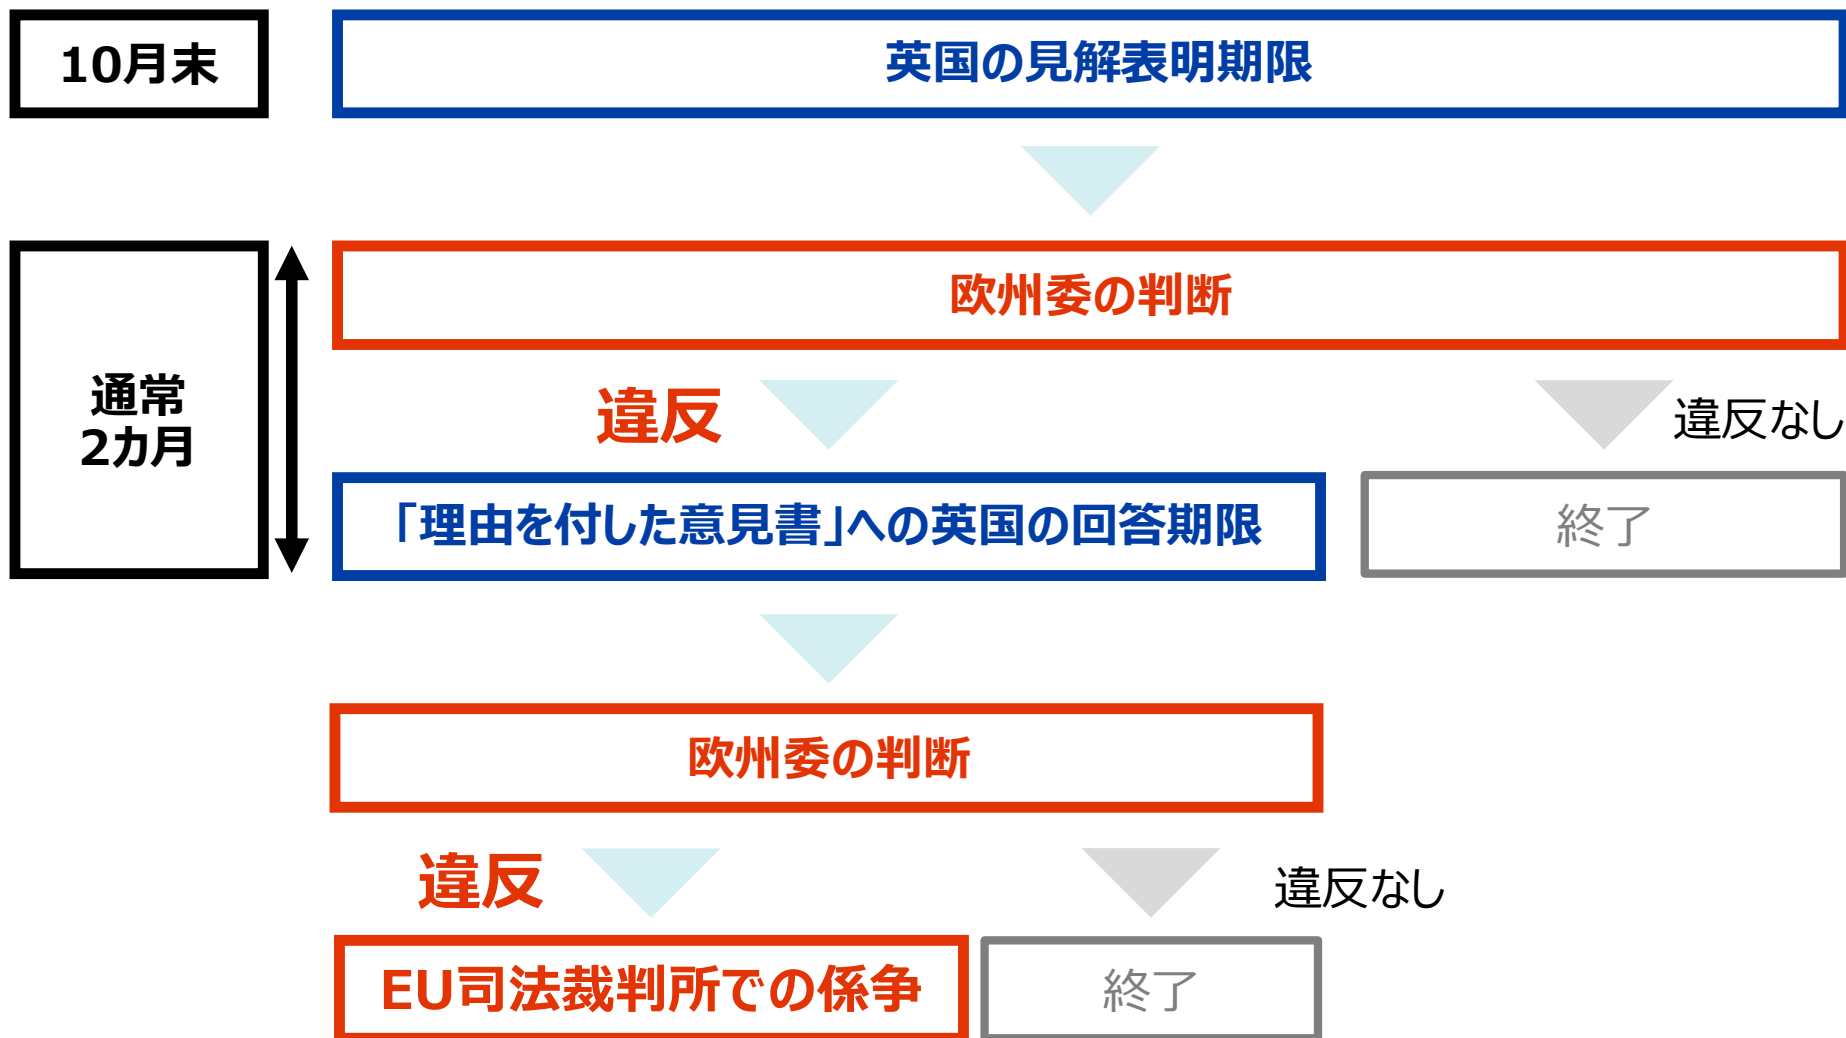 10月末
英国の見解表明期限
欧州委の判断
通常
2カ月
違反
違反なし
「理由を付した意見書」への英国の回答期限
終了
欧州委の判断
違反
違反なし
EU司法裁判所での係争
終了